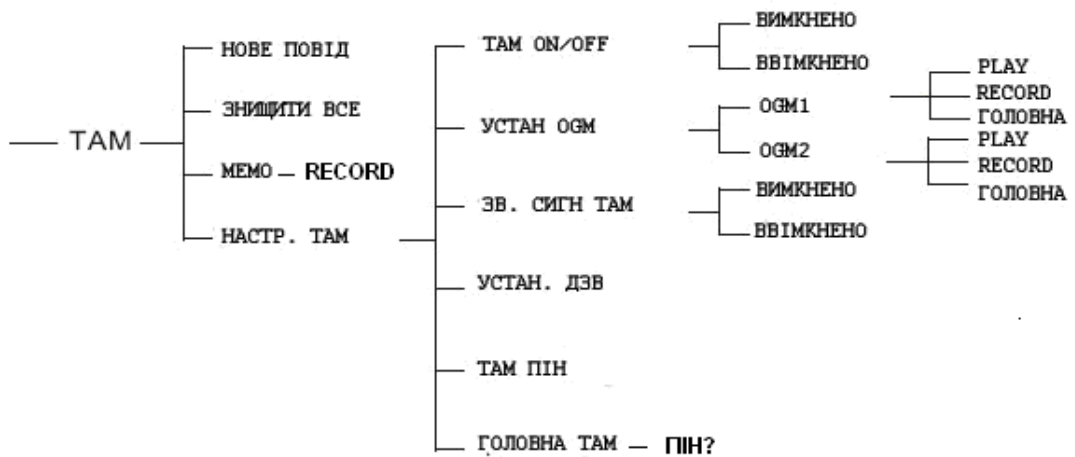 ТАМ
НОВЕ ПОВІД
ЗНИЩИТИ ВСЕ
МЕМО – RECORD
НАСТР. ТАМ
ТАМ ON/OFF
ВИМКНЕНО
ВВІМКНЕНО
УСТАН OGM
OGM1
PLAY
RECORD
ГОЛОВНА
OGM2
PLAY
RECORD
ГОЛОВНА
ЗВ. СИГН ТАМ
ВИМКНЕНО
ВВІМКНЕНО
УСТАН. ДЗВ
ТАМ ПІН
ГОЛОВНА ТАМ – ПІН?